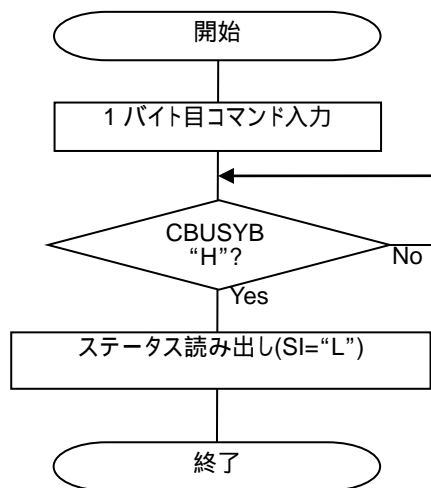 開始
1 バイト目コマンド入力
CBUSYB
“H”?
No
Yes
ステータス読み出し(SI=“L”)
終了